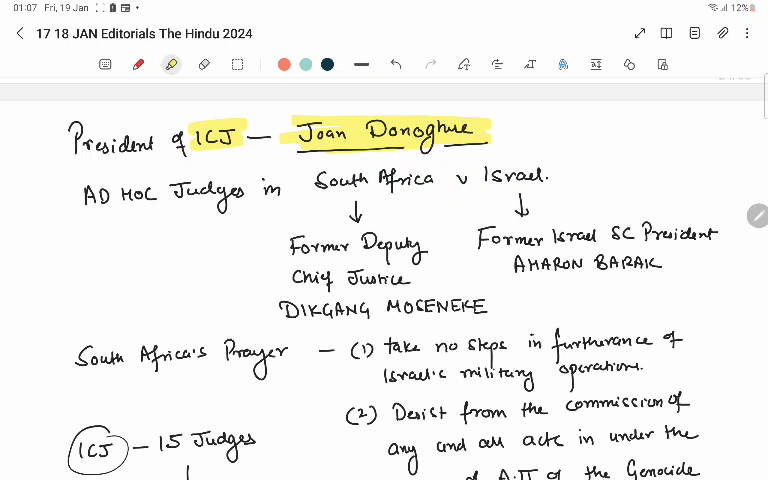 01:07 Fri, 19 Jan
12%
17 18 JAN Editorials The Hindu 2024
President of ICJ — Joan Donoghue
AD HOC Judges in South Africa v Israel.
Former Deputy
Chief Justice
DIKGANG MOSENEKE
Former Israel SC President
AHARON BARAK
South Africa's Prayer — (1) take no steps in furtherance of
Israel's military operations.
(2) Desist from the commission of
any and all acts in under the
of A.II of the Genocide
ICJ — 15 Judges